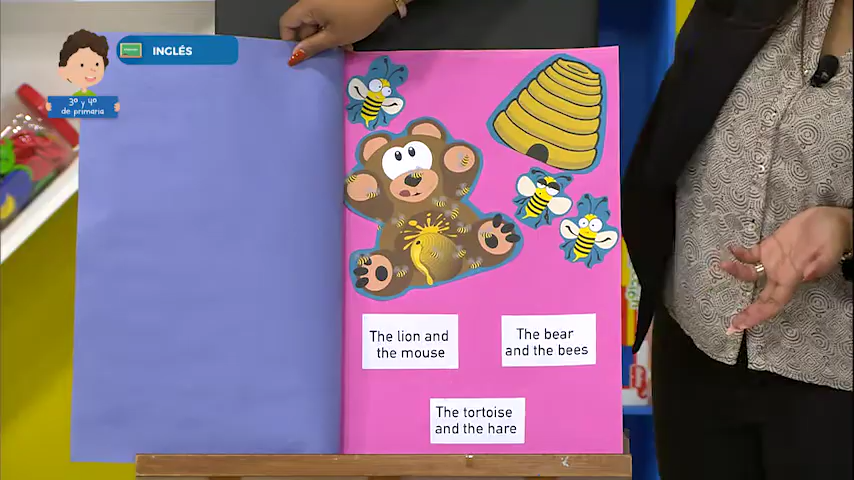 INGLÉS
3º y 4º
de primaria
The lion and
the mouse
The bear
and the bees
The tortoise
and the hare